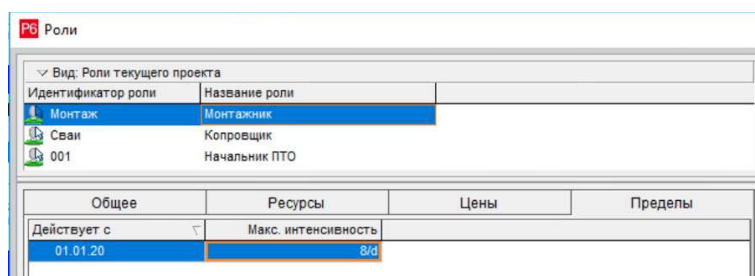 P6 Роли
Вид: Роли текущего проекта
Идентификатор роли Название роли
Монтаж Монтажник
Сваи Копровщик
001 Начальник ПТО
Общее Ресурсы Цены Пределы
Действует с Макс. интенсивность
01.01.20 8/d